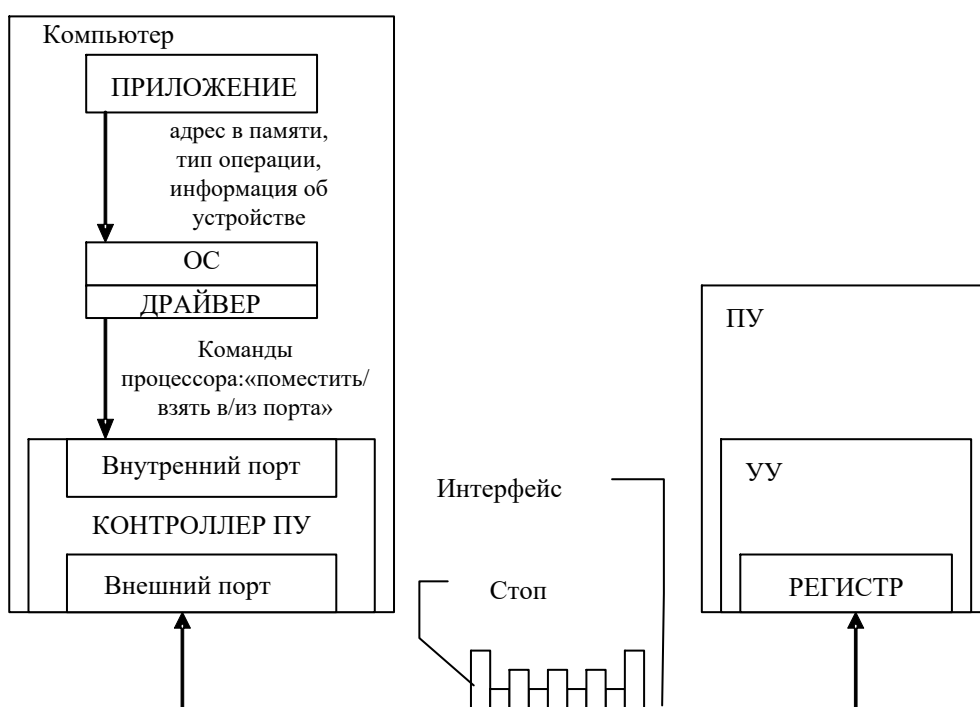 Компьютер
ПРИЛОЖЕНИЕ
адрес в памяти,
тип операции,
информация об
устройстве
ОС
ДРАЙВЕР
Команды
процессора:«поместить/
взять в/из порта»
Внутренний порт
КОНТРОЛЛЕР ПУ
Внешний порт
Интерфейс
Стоп
ПУ
УУ
РЕГИСТР